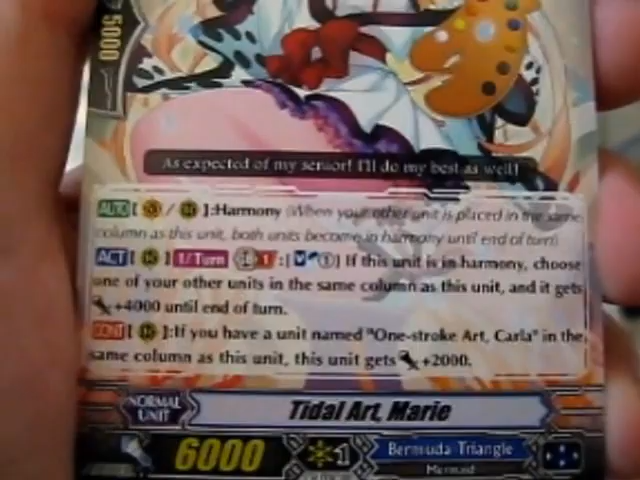 5000
As expected of my senior! I'll do my best as well!
AUTO[ / ]:Harmony (When your other unit is placed in the same
column as this unit, both units become in harmony until end of turn)
ACT[ ] 1/Turn 1 :[ 1 ] If this unit is in harmony, choose
one of your other units in the same column as this unit, and it gets
+4000 until end of turn.
CONT[ ]:If you have a unit named "One-stroke Art, Carla" in the
same column as this unit, this unit gets +2000.
NORMAL UNIT Tidal Art, Marie
6000 1 Bermuda Triangle
Mermaid